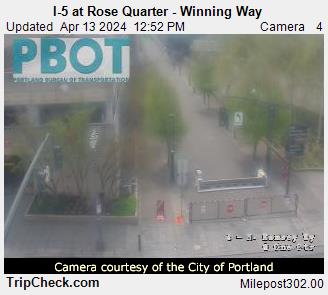 I-5 at Rose Quarter - Winning Way
Updated Apr 13 2024 12:52 PM Camera 4
PBOT
PORTLAND BUREAU OF TRANSPORTATION
Camera courtesy of the City of Portland
TripCheck.com Milepost302.00